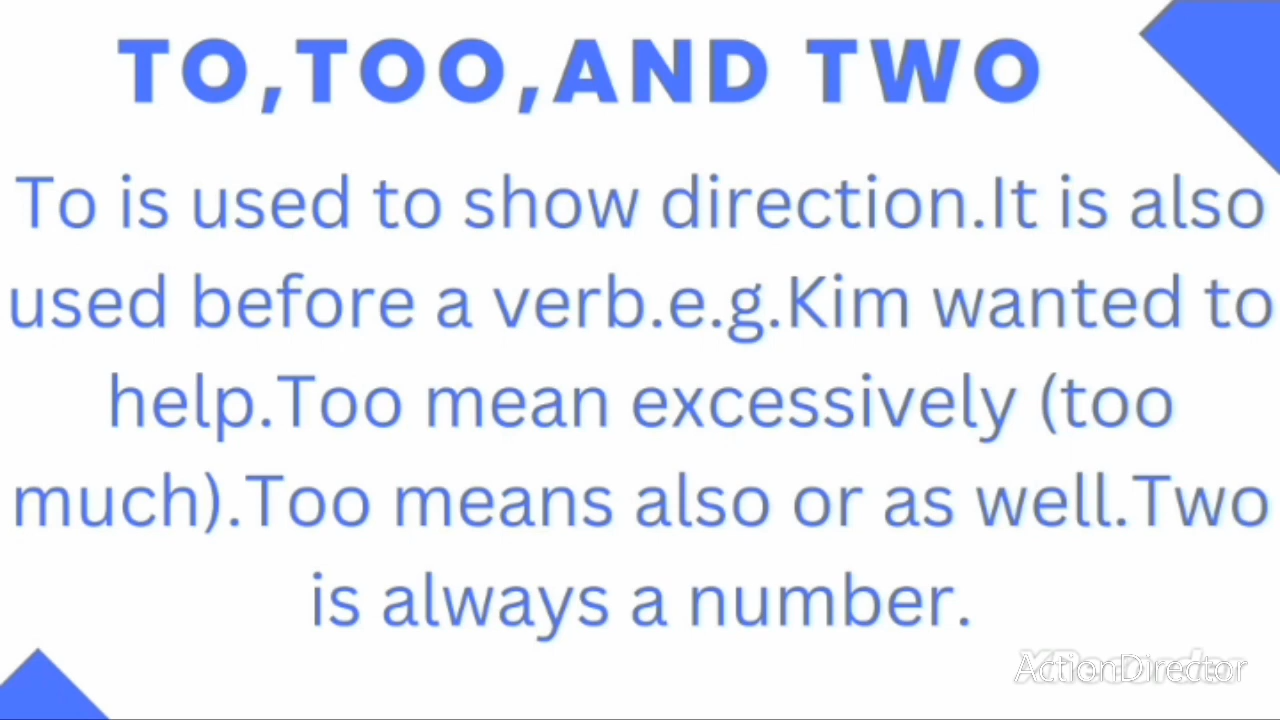 TO,TOO,AND TWO
To is used to show direction.It is also
used before a verb.e.g.Kim wanted to
help.Too mean excessively (too
much).Too means also or as well.Two
is always a number.
ActionDirector